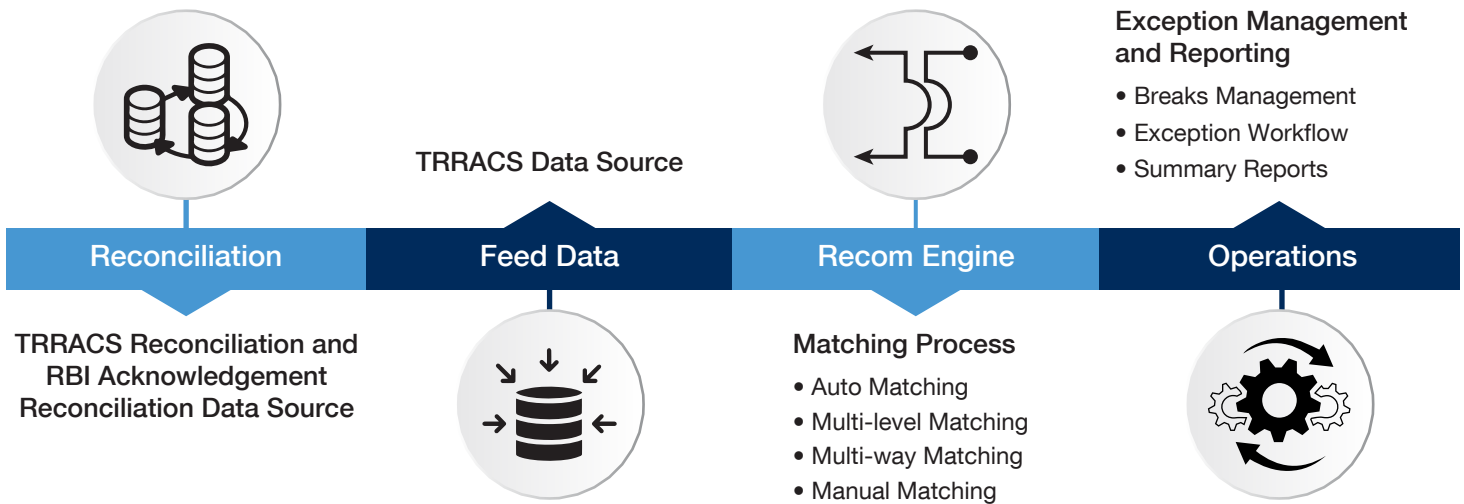 Reconciliation
TRRACS Reconciliation and
RBI Acknowledgement
Reconciliation Data Source
TRRACS Data Source
Feed Data
Recom Engine
Matching Process
• Auto Matching
• Multi-level Matching
• Multi-way Matching
• Manual Matching
Exception Management
and Reporting
• Breaks Management
• Exception Workflow
• Summary Reports
Operations